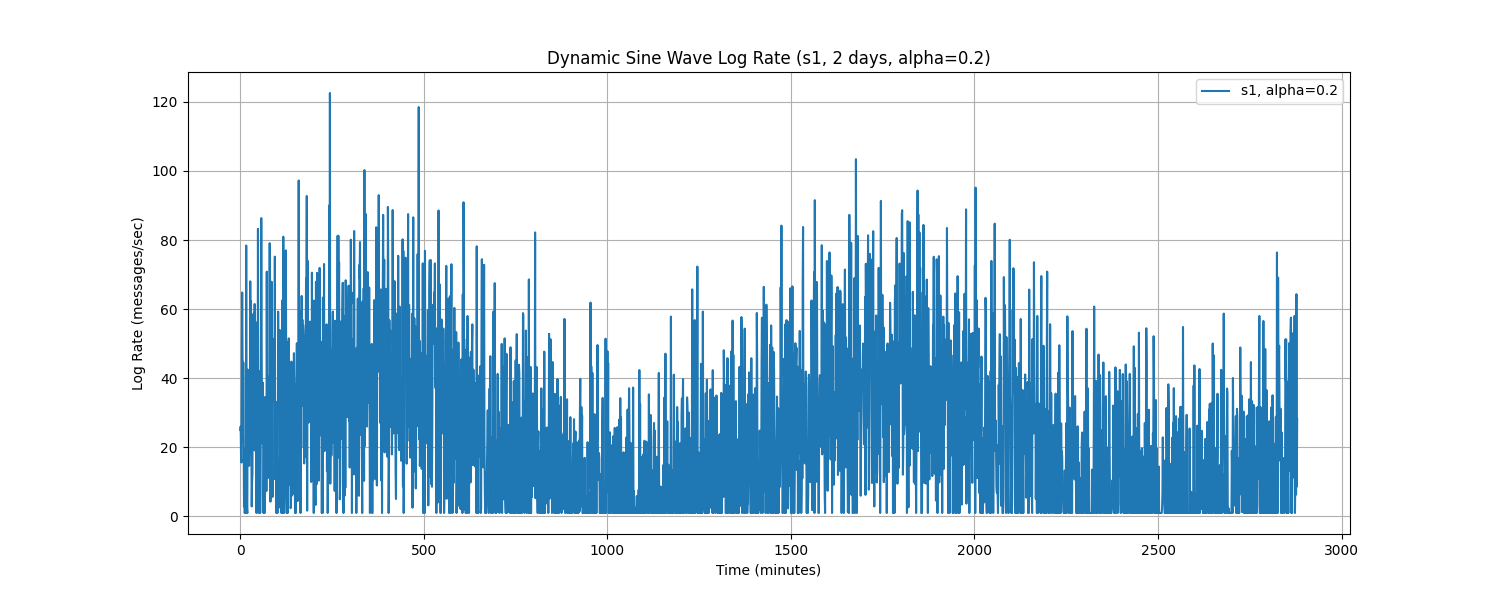 Dynamic Sine Wave Log Rate (s1, 2 days, alpha=0.2)
s1, alpha=0.2
Log Rate (messages/sec)
120
100
80
60
40
20
0
0 500 1000 1500 2000 2500 3000
Time (minutes)